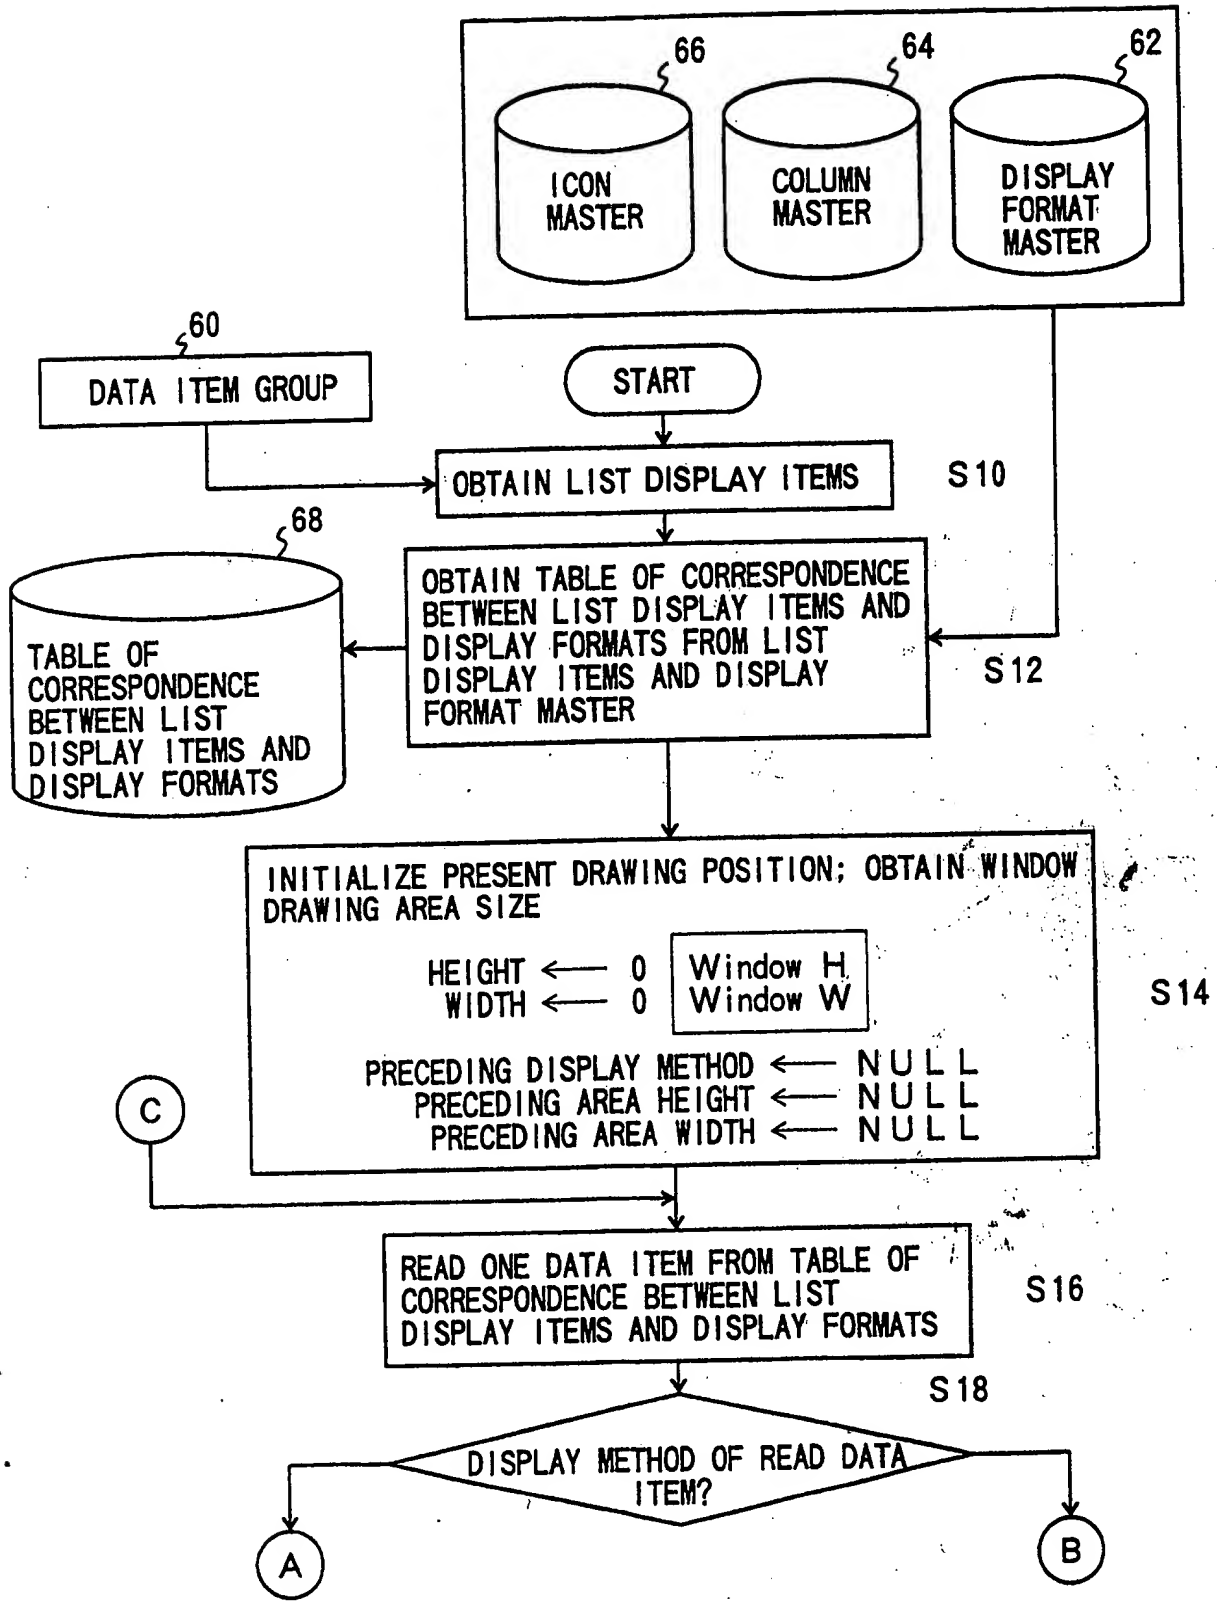 66
64
62
ICON
MASTER
COLUMN
MASTER
DISPLAY
FORMAT
MASTER
60
DATA ITEM GROUP
START
OBTAIN LIST DISPLAY ITEMS
S10
68
TABLE OF
CORRESPONDENCE
BETWEEN LIST
DISPLAY ITEMS AND
DISPLAY FORMATS
OBTAIN TABLE OF CORRESPONDENCE
BETWEEN LIST DISPLAY ITEMS AND
DISPLAY FORMATS FROM LIST
DISPLAY ITEMS AND DISPLAY
FORMAT MASTER
S12
INITIALIZE PRESENT DRAWING POSITION; OBTAIN WINDOW
DRAWING AREA SIZE
HEIGHT ← 0 Window H
WIDTH ← 0 Window W
PRECEDING DISPLAY METHOD ← NULL
PRECEDING AREA HEIGHT ← NULL
PRECEDING AREA WIDTH ← NULL
S14
C
READ ONE DATA ITEM FROM TABLE OF
CORRESPONDENCE BETWEEN LIST
DISPLAY ITEMS AND DISPLAY FORMATS
S16
S18
DISPLAY METHOD OF READ DATA
ITEM?
A
B